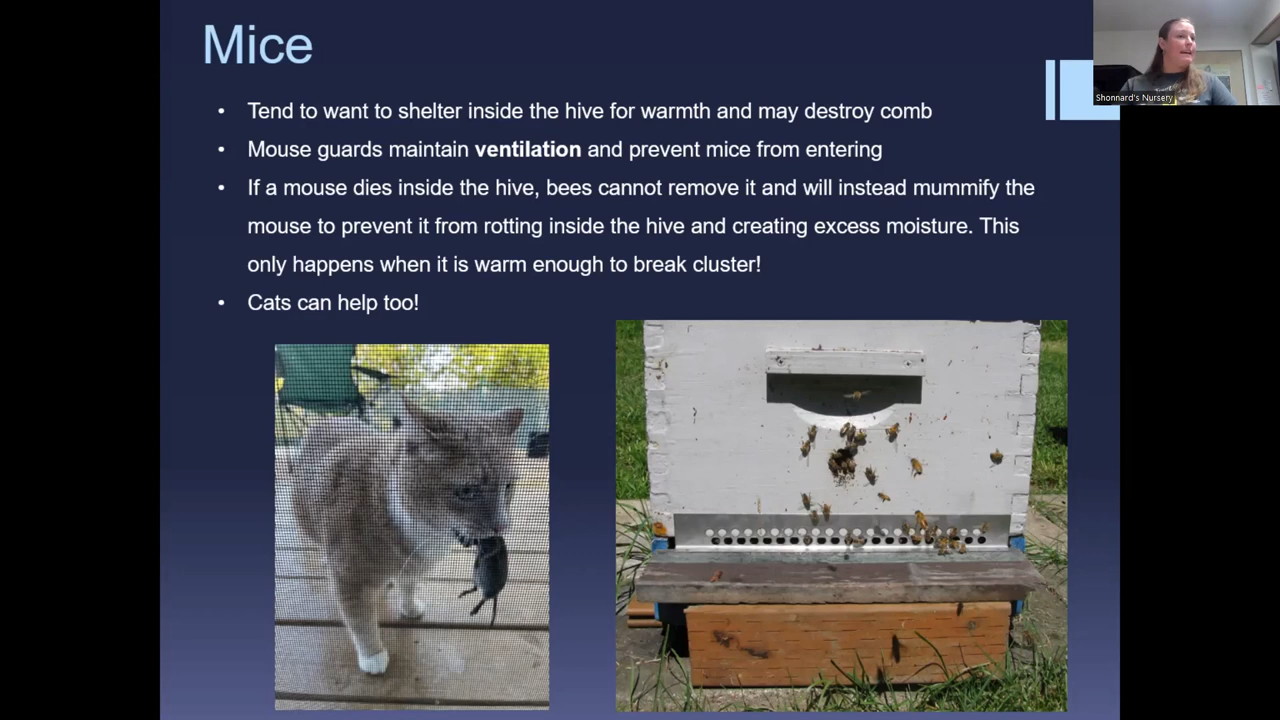 Mice
Shonnard's Nursery
• Tend to want to shelter inside the hive for warmth and may destroy comb
• Mouse guards maintain ventilation and prevent mice from entering
• If a mouse dies inside the hive, bees cannot remove it and will instead mummify the
mouse to prevent it from rotting inside the hive and creating excess moisture. This
only happens when it is warm enough to break cluster!
• Cats can help too!